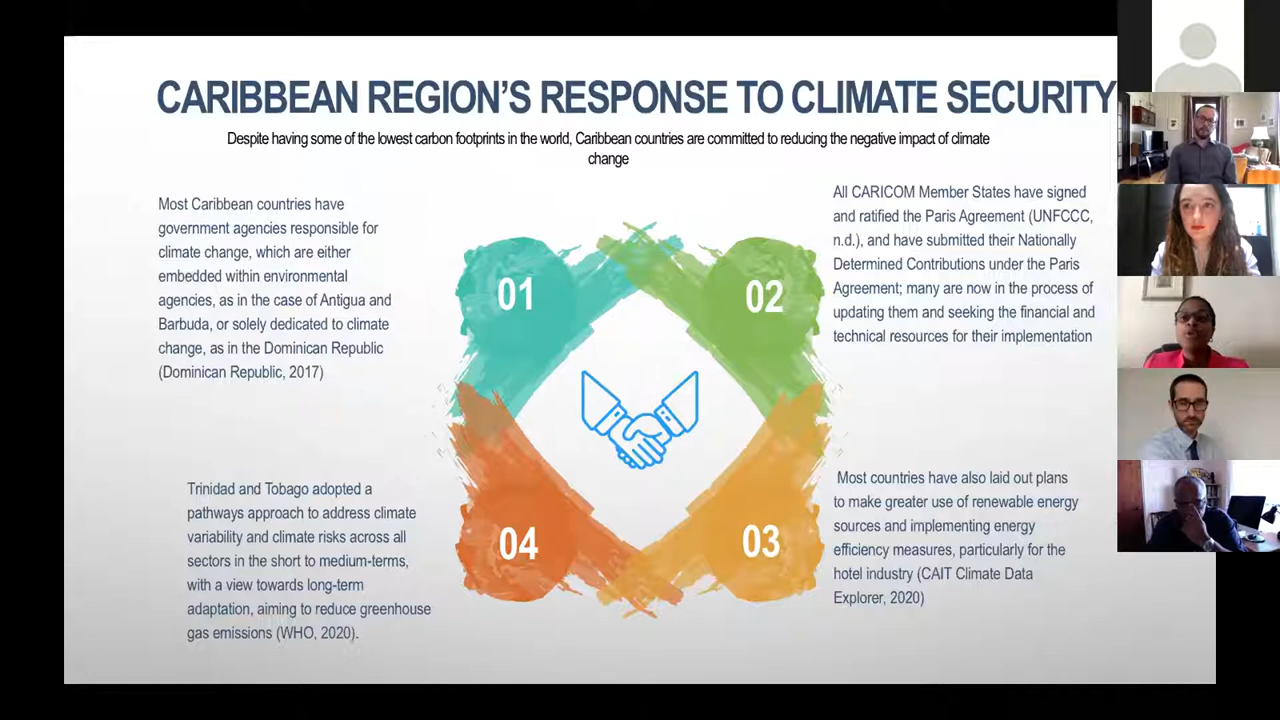 CARIBBEAN REGION'S RESPONSE TO CLIMATE SECURITY
Despite having some of the lowest carbon footprints in the world, Caribbean countries are committed to reducing the negative impact of climate
change
Most Caribbean countries have
government agencies responsible for
climate change, which are either
embedded within environmental
agencies, as in the case of Antigua and
Barbuda, or solely dedicated to climate
change, as in the Dominican Republic
(Dominican Republic, 2017)
01
02
All CARICOM Member States have signed
and ratified the Paris Agreement (UNFCCC,
n.d.), and have submitted their Nationally
Determined Contributions under the Paris
Agreement; many are now in the process of
updating them and seeking the financial and
technical resources for their implementation
Trinidad and Tobago adopted a
pathways approach to address climate
variability and climate risks across all
sectors in the short to medium-terms,
with a view towards long-term
adaptation, aiming to reduce greenhouse
gas emissions (WHO, 2020).
04
03
Most countries have also laid out plans
to make greater use of renewable energy
sources and implementing energy
efficiency measures, particularly for the
hotel industry (CAIT Climate Data
Explorer, 2020)